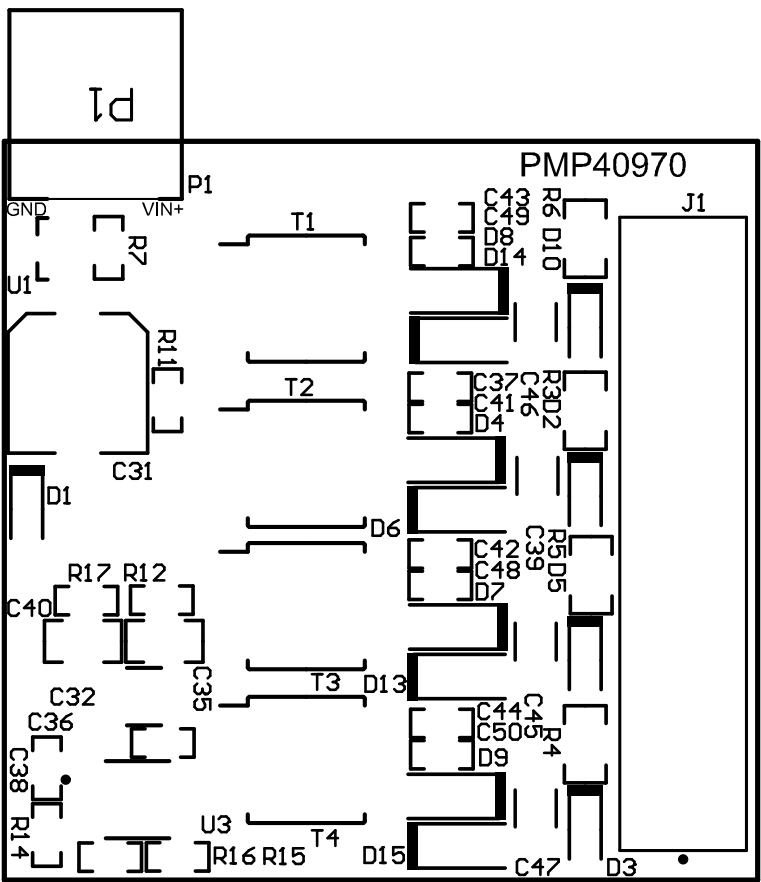 P1
PMP40970
P1
GND
VIN+
C43
R6
J1
C49
T1
D8
R7
D10
D14
U1
R11
T2
C37
C46
R3
D2
C41
D4
C31
D1
D6
C42
C39
R5
C48
D5
R17
R12
D7
C40
C35
T3
D13
C32
C44
C45
C36
C50
R4
D9
C38
U3
R14
T4
R16
R15
D15
C47
D3